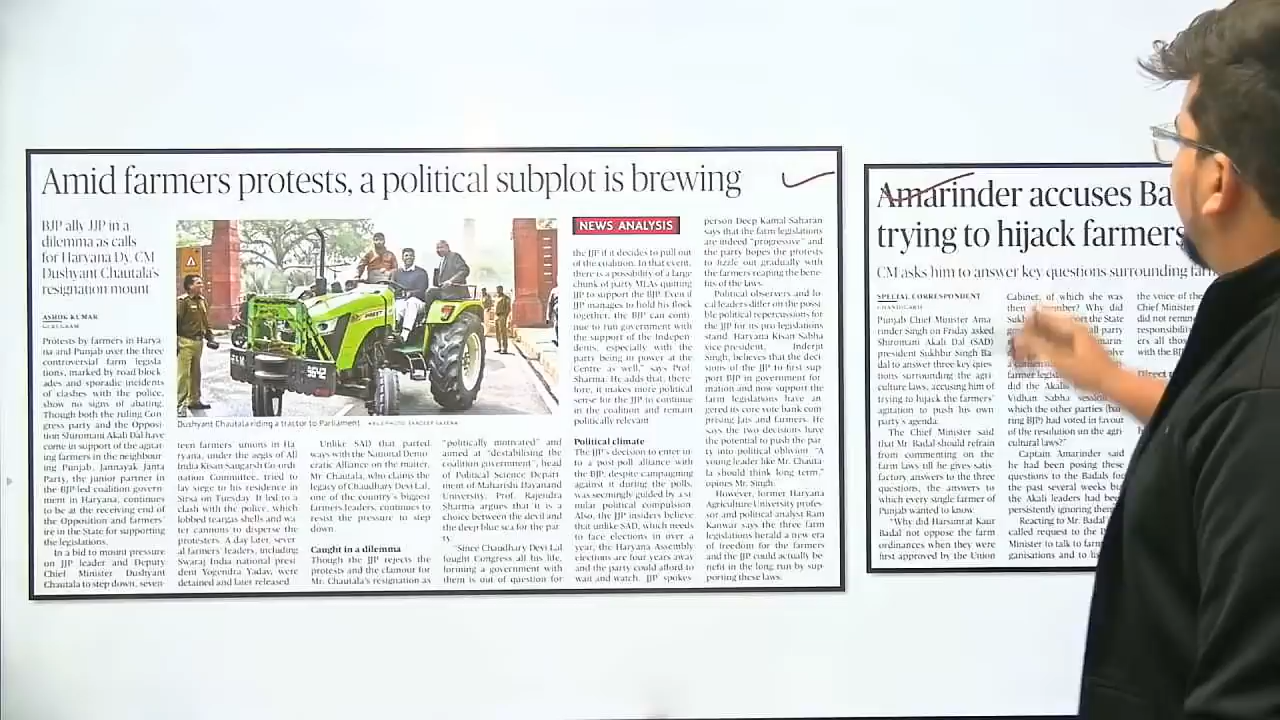 Amid farmers protests, a political subplot is brewing
BJP ally JJP in a
dilemma as calls
for Haryana Dy. CM
Dushyant Chautala's
resignation mount
ASHOK KUMAR
GURUGRAM
Protests by farmers in Harya-
na and Punjab over the three
controversial farm legisla-
tions, marked by road block-
ades and sporadic incidents
of clashes with the police,
show no signs of abating.
Though both the ruling Con-
gress party and the Opposi-
tion Shiromani Akali Dal have
come in support of the agitat-
ing farmers in the neighbour-
ing Punjab, Jannayak Janta
Party, the junior partner in
the BJP-led coalition govern-
ment in Haryana, continues
to be at the receiving end of
the Opposition and farmers'
ire in the State for supporting
the legislations.
In a bid to mount pressure
on JJP leader and Deputy
Chief Minister Dushyant
Chautala to step down, seven-
Dushyant Chautala riding a tractor to Parliament
teen farmers unions in Ha-
ryana, under the aegis of All
India Kisan Sangarsh Co-ordi-
nation Committee, tried to
lay siege to his residence in
Sirsa on Tuesday. It led to a
clash with the police, which
lobbed teargas shells and wa-
ter cannons to disperse the
protesters. A day later, sever-
al farmers' leaders, including
Swaraj India national presi-
dent Yogendra Yadav, were
detained and later released.
Unlike SAD that parted
ways with the National Demo-
cratic Alliance on the matter,
Mr. Chautala, who claims the
legacy of Chaudhary Devi Lal,
one of the country's biggest
farmers leaders, continues to
resist the pressure to step
down.
Caught in a dilemma
Though the JJP rejects the
protests and the clamour for
Mr. Chautala's resignation as
"politically motivated" and
aimed at "destabilising the
coalition government", head
of Political Science Depart-
ment of Maharishi Dayanand
University, Prof. Rajendra
Sharma argues that it is a
choice between the devil and
the deep blue sea for the par-
ty.
"Since Chaudhary Devi Lal
fought Congress all his life,
forming a government with
them is out of question for
NEWS ANALYSIS
the JJP if it decides to pull out
of the coalition. In that event,
there is a possibility of a large
chunk of party MLAs quitting
JJP to support the BJP. Even if
JJP manages to hold his flock
together, the BJP can conti-
nue to run government with
the support of the Indepen-
dents, especially with the
party being in power at the
Centre as well," says Prof.
Sharma. He adds that, there-
fore, it makes more political
sense for the JJP to continue
in the coalition and remain
politically relevant.
Political climate
The JJP's decision to enter in-
to a post poll alliance with
the BJP, despite campaigning
against it during the polls,
was seemingly guided by a si-
milar political compulsion.
Also, the JJP insiders believe
that unlike SAD, which needs
to face elections in over a
year, the Haryana Assembly
elections are four years away
and the party could afford to
wait and watch. JJP spokes-
person Deep Kamal Saharan
says that the farm legislations
are indeed "progressive" and
the party hopes the protests
to fizzle out gradually with
the farmers reaping the bene-
fits of the laws.
Political observers and lo-
cal leaders differ on the possi-
ble political repercussions for
the JJP for its pro legislations
stand. Haryana Kisan Sabha
vice president, Inderjit
Singh, believes that the deci-
sions of the JJP to first sup-
port BJP in government for-
mation and now support the
farm legislations have an-
gered its core vote bank com-
prising Jats and farmers. He
says the two decisions have
the potential to push the par-
ty into political oblivion. "A
young leader like Mr. Chauta-
la should think long term,"
opines Mr. Singh.
However, former Haryana
Agriculture University profes-
sor and political analyst Ram
Kanwar says the three farm
legislations herald a new era
of freedom for the farmers
and the JJP could actually be-
nefit in the long run by sup-
porting these laws.
Amarinder accuses Ba
trying to hijack farmers
CM asks him to answer key questions surrounding farm
SPECIAL CORRESPONDENT
CHANDIGARH
Punjab Chief Minister Ama-
rinder Singh on Friday asked
Shiromani Akali Dal (SAD)
president Sukhbir Singh Ba-
dal to answer three key ques-
tions surrounding the agri-
culture laws, accusing him of
trying to hijack the farmers'
agitation to push his own
party's agenda.
The Chief Minister said
that Mr. Badal should refrain
from commenting on the
farm laws till he gives satis-
factory answers to the three
questions, the answers to
which every single farmer of
Punjab wanted to know.
"Why did Harsimrat Kaur
Badal not oppose the farm
ordinances when they were
first approved by the Union
Cabinet, of which she was
then member? Why did
Sukh port the State
all party
farmer legis
did the Akali
Vidhan Sabha session
which the other parties (bar-
ring BJP) had voted in favour
of the resolution on the agri-
cultural laws?"
Captain Amarinder said
he had been posing these
questions to the Badals for
the past several weeks but
the Akali leaders had been
persistently ignoring them
Reacting to Mr. Badal
called request to the P
Minister to talk to farm
ganisations and to lis
the voice of the
Chief Minister
did not remem
responsibili
ers all thos
with the B
Direct